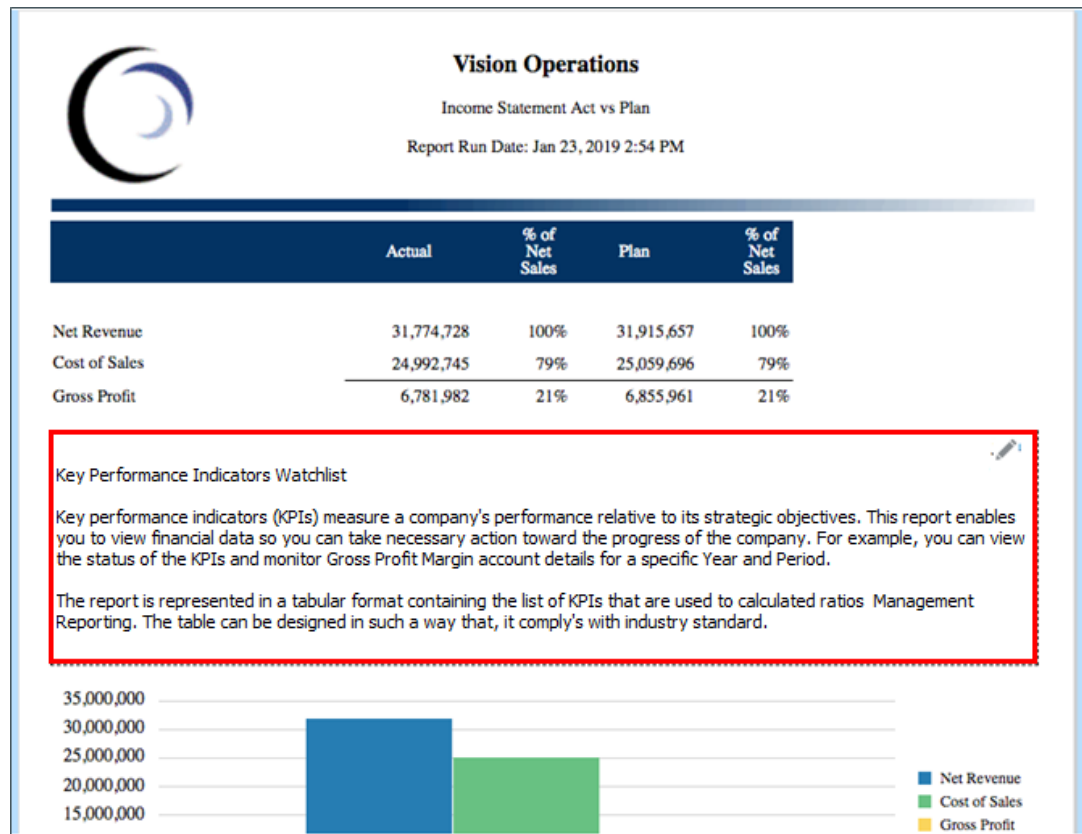 Vision Operations
Income Statement Act vs Plan
Report Run Date: Jan 23, 2019 2:54 PM
Actual % of Net Sales Plan % of Net Sales
Net Revenue 31,774,728 100% 31,915,657 100%
Cost of Sales 24,992,745 79% 25,059,696 79%
Gross Profit 6,781,982 21% 6,855,961 21%
Key Performance Indicators Watchlist
Key performance indicators (KPIs) measure a company's performance relative to its strategic objectives. This report enables
you to view financial data so you can take necessary action toward the progress of the company. For example, you can view
the status of the KPIs and monitor Gross Profit Margin account details for a specific Year and Period.
The report is represented in a tabular format containing the list of KPIs that are used to calculated ratios  Management
Reporting. The table can be designed in such a way that, it comply's with industry standard.
35,000,000
30,000,000
25,000,000
20,000,000
15,000,000
Net Revenue
Cost of Sales
Gross Profit